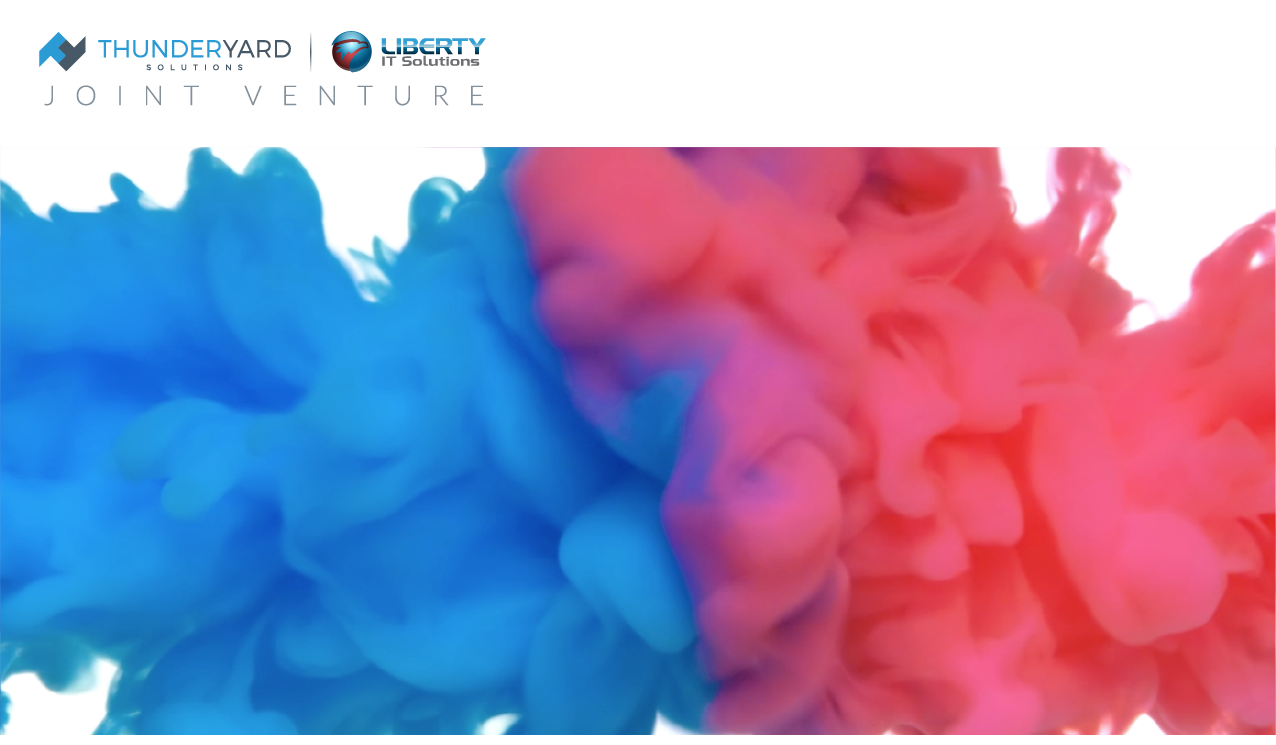 THUNDERYARD
SOLUTIONS
LIBERTY
IT Solutions
JOINT VENTURE